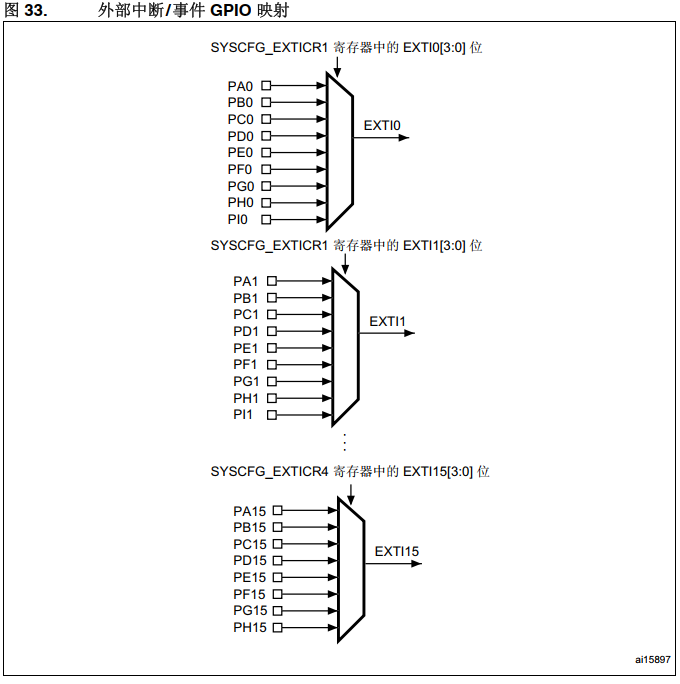 图 33. 外部中断/事件 GPIO 映射
SYSCFG_EXTICR1 寄存器中的 EXTI0[3:0] 位
PA0
PB0
PC0
PD0
PE0
PF0
PG0
PH0
PI0
EXTI0
SYSCFG_EXTICR1 寄存器中的 EXTI1[3:0] 位
PA1
PB1
PC1
PD1
PE1
PF1
PG1
PH1
PI1
EXTI1
SYSCFG_EXTICR4 寄存器中的 EXTI15[3:0] 位
PA15
PB15
PC15
PD15
PE15
PF15
PG15
PH15
EXTI15
ai15897